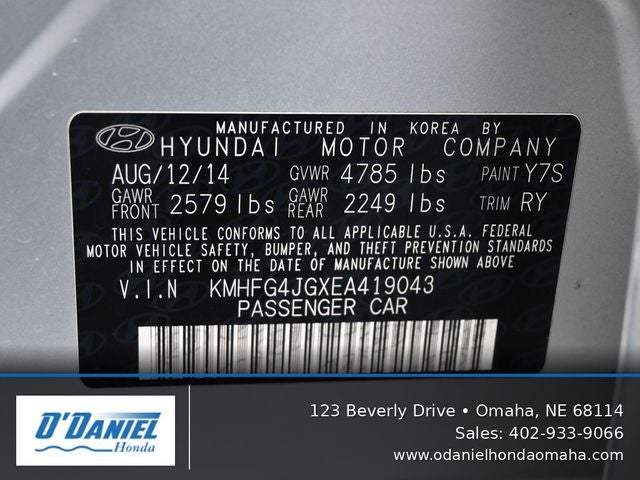 MANUFACTURED IN KOREA BY
HYUNDAI MOTOR COMPANY
AUG/12/14 GVWR 4785 lbs PAINT Y7S
GAWR FRONT 2579 lbs GAWR REAR 2249 lbs TRIM RY
THIS VEHICLE CONFORMS TO ALL APPLICABLE U.S.A. FEDERAL
MOTOR VEHICLE SAFETY, BUMPER, AND THEFT PREVENTION STANDARDS
IN EFFECT ON THE DATE OF MANUFACTURE SHOWN ABOVE
V.I.N KMHFG4JGXEA419043
PASSENGER CAR
O'DANIEL
Honda
123 Beverly Drive • Omaha, NE 68114
Sales: 402-933-9066
www.odanielhondaomaha.com